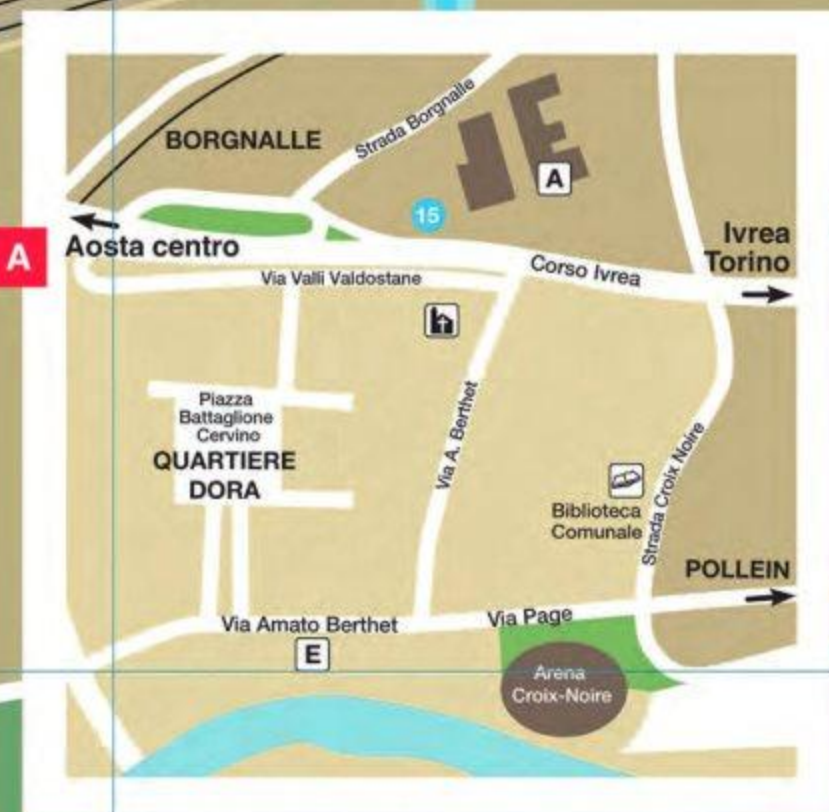 BORGNALLE
Strada Borgnalle
A
15
A
Aosta centro
Ivrea
Torino
Via Valli Valdostane
Corso Ivrea
Piazza
Battaglione
Cervino
QUARTIERE
DORA
Via A. Berthet
Biblioteca
Comunale
Strada Croix Noire
POLLEIN
Via Amato Berthet
Via Page
E
Arena
Croix-Noire